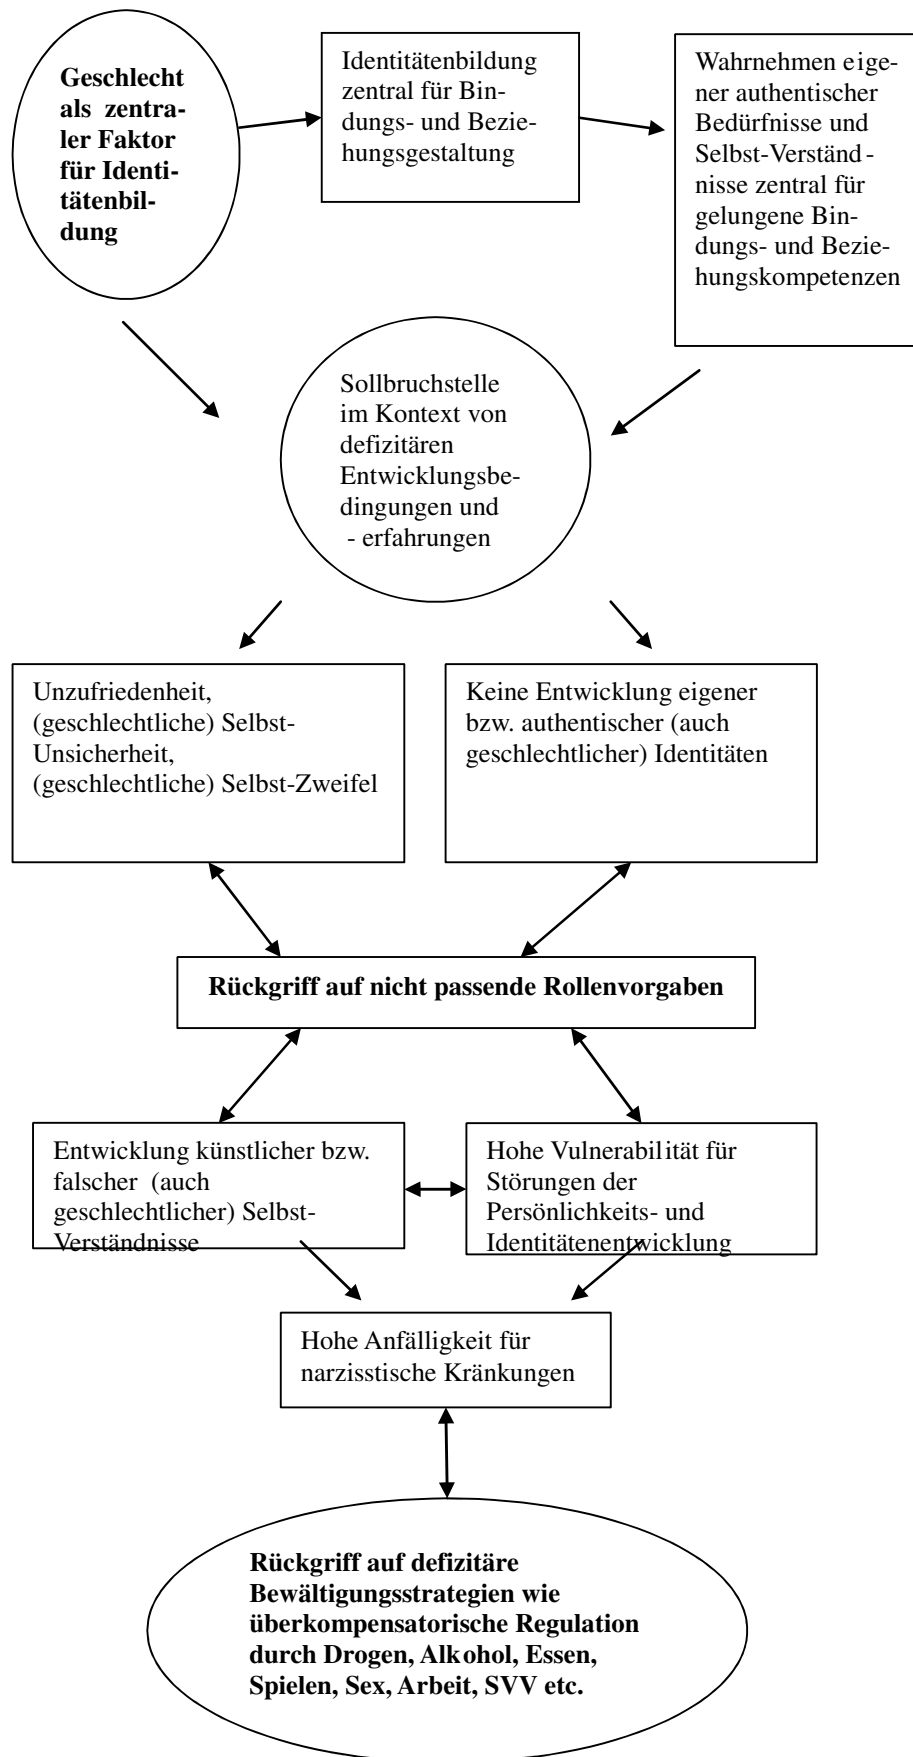 Geschlecht
als zentra-
ler Faktor
für Identi-
tätenbil-
dung
Identitätenbildung
zentral für Bin-
dungs- und Bezie-
hungsgestaltung
Wahrnehmen eige-
ner authentischer
Bedürfnisse und
Selbst-Verständ-
nisse zentral für
gelungene Bin-
dungs- und Bezie-
hungskompetenzen
Sollbruchstelle
im Kontext von
defizitären
Entwicklungsbe-
dingungen und
- erfahrungen
Unzufriedenheit,
(geschlechtliche) Selbst-
Unsicherheit,
(geschlechtliche) Selbst-Zweifel
Keine Entwicklung eigener
bzw. authentischer (auch
geschlechtlicher) Identitäten
Rückgriff auf nicht passende Rollenvorgaben
Entwicklung künstlicher bzw.
falscher (auch
geschlechtlicher) Selbst-
Verständnisse
Hohe Vulnerabilität für
Störungen der
Persönlichkeits- und
Identitätenentwicklung
Hohe Anfälligkeit für
narzisstische Kränkungen
Rückgriff auf defizitäre
Bewältigungsstrategien wie
überkompensatorische Regulation
durch Drogen, Alkohol, Essen,
Spielen, Sex, Arbeit, SVV etc.